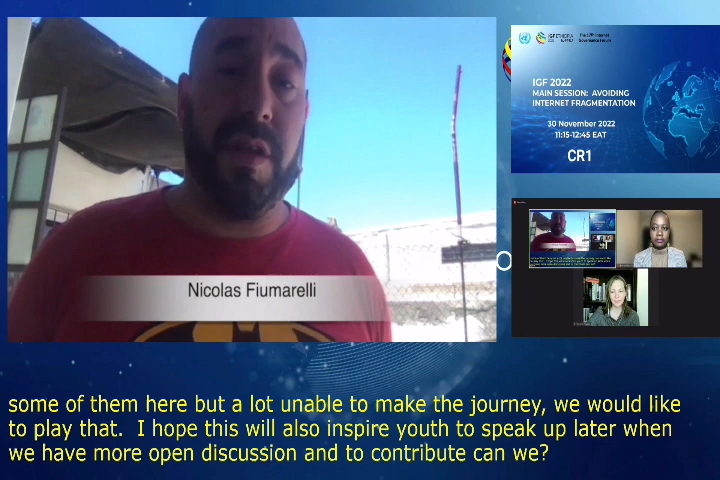 IGF 2022
MAIN SESSION: AVOIDING
INTERNET FRAGMENTATION
30 November 2022
11:15-12:45 EAT
CR1
Nicolas Fiumarelli
some of them here but a lot unable to make the journey, we would like
to play that.  I hope this will also inspire youth to speak up later when
we have more open discussion and to contribute can we?